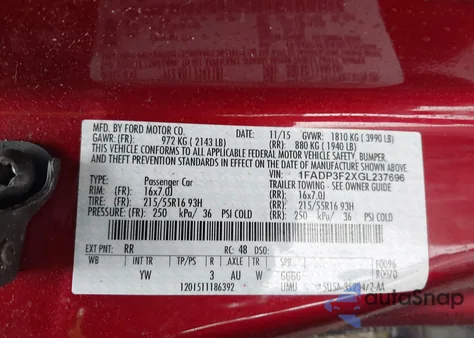 MFD. BY FORD MOTOR CO.
DATE: 11/15 GVWR: 1810 KG ( 3990 LB)
GAWR: (FR): 972 KG ( 2143 LB) (RR): 880 KG ( 1940 LB)
THIS VEHICLE CONFORMS TO ALL APPLICABLE FEDERAL MOTOR VEHICLE SAFETY, BUMPER,
AND THEFT PREVENTION STANDARDS IN EFFECT ON THE DATE OF MANUFACTURE SHOWN ABOVE.
VIN: 1FADP3F2XGL237696
TYPE: Passenger Car TRAILER TOWING - SEE OWNER GUIDE
RIM: (FR): 16x7.0J (RR): 16x7.0J
TIRE: (FR): 215/55R16 93H (RR): 215/55R16 93H
PRESSURE: (FR): 250 kPa/ 36 PSI COLD (RR): 250 kPa/ 36 PSI COLD
EXT PNT: RR RC: 48 DSO:
WB INT TR TP/PS R AXLE TR SPR
YW 3 AU W GGGG
1201511186392 UMU
autoSnap